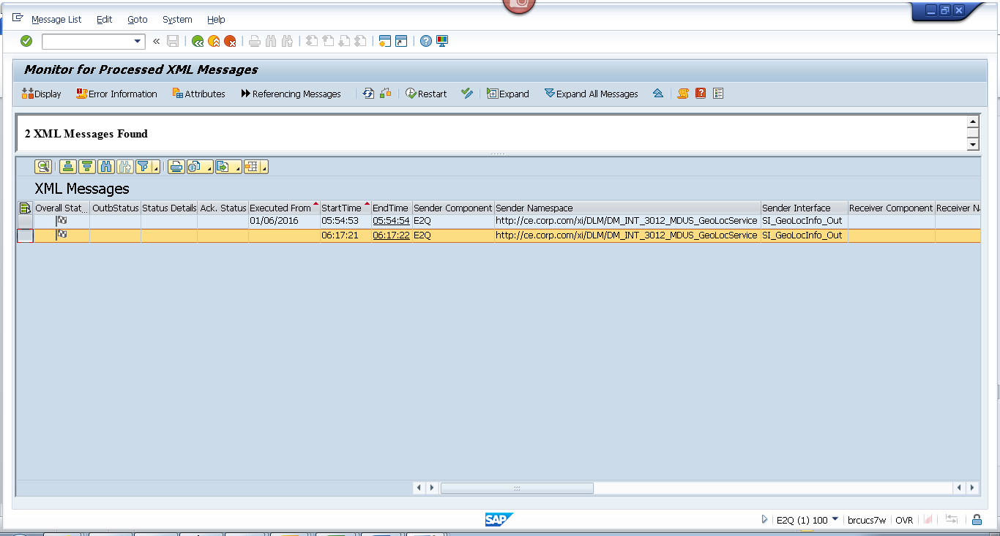 Message List Edit Goto System Help
Monitor for Processed XML Messages
Display Error Information Attributes Referencing Messages Restart Expand Expand All Messages
2 XML Messages Found
XML Messages
Overall Stat... OutbStatus Status Details Ack. Status Executed From StartTime EndTime Sender Component Sender Namespace Sender Interface Receiver Component Receiver Na
01/06/2016 05:54:53 05:54:54 E2Q http://ce.corp.com/xi/DLM/DM_INT_3012_MDUS_GeoLocService SI_GeoLocInfo_Out
06:17:21 06:17:22 E2Q http://ce.corp.com/xi/DLM/DM_INT_3012_MDUS_GeoLocService SI_GeoLocInfo_Out
SAP E2Q (1) 100 brcucs7w OVR